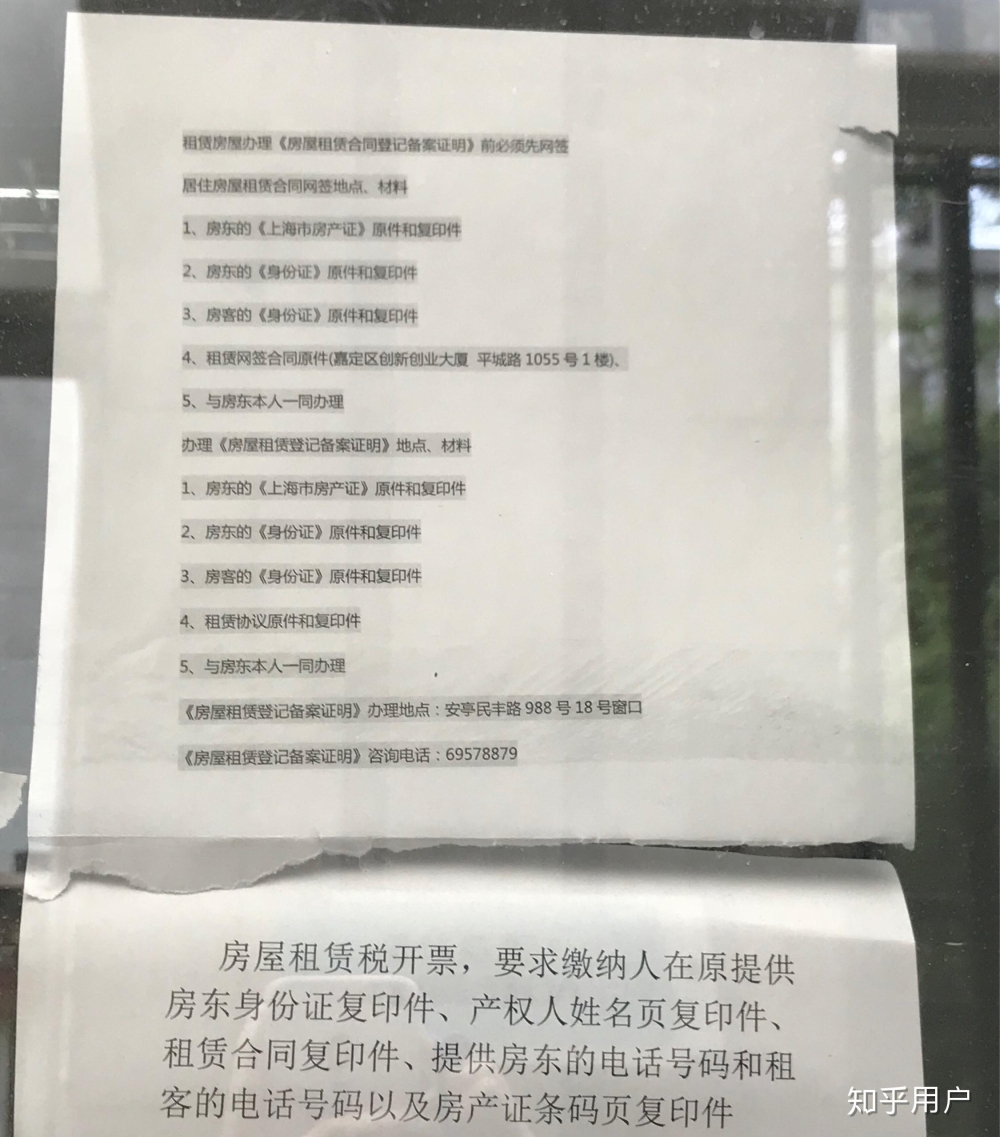 租赁房屋办理《房屋租赁合同登记备案证明》前必须先网签
居住房屋租赁合同网签地点、材料
1、房东的《上海市房产证》原件和复印件
2、房东的《身份证》原件和复印件
3、房客的《身份证》原件和复印件
4、租赁网签合同原件(嘉定区创新创业大厦 平城路1055号1楼)、
5、与房东本人一同办理
办理《房屋租赁登记备案证明》地点、材料
1、房东的《上海市房产证》原件和复印件
2、房东的《身份证》原件和复印件
3、房客的《身份证》原件和复印件
4、租赁协议原件和复印件
5、与房东本人一同办理
《房屋租赁登记备案证明》办理地点：安亭民丰路988号18号窗口
《房屋租赁登记备案证明》咨询电话：69578879
房屋租赁税开票，要求缴纳人在原提供
房东身份证复印件、产权人姓名页复印件、
租赁合同复印件、提供房东的电话号码和租
客的电话号码以及房产证条码页复印件
知乎用户